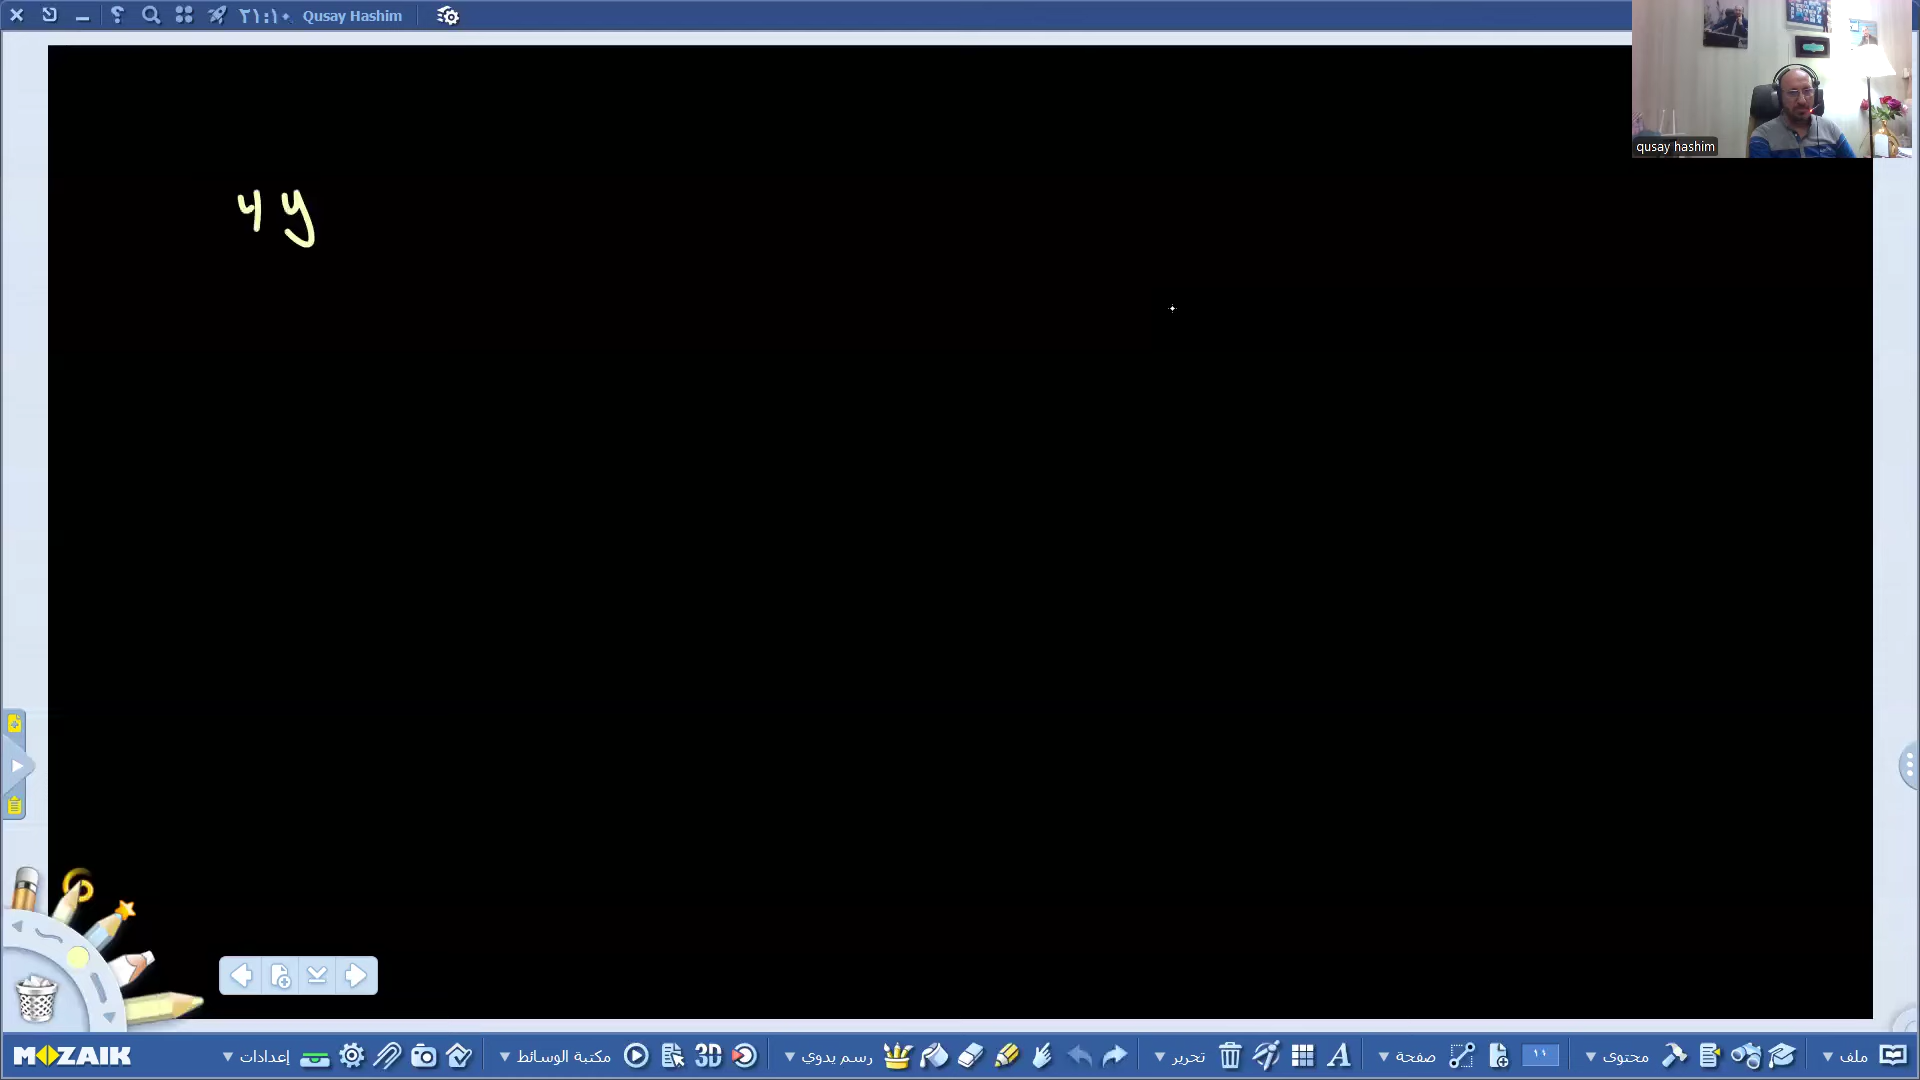 ٢١:١٠ Qusay Hashim
qusay hashim
4y
MOZAIK
إعدادات
مكتبة الوسائط
3D
رسم يدوي
تحرير
A
صفحة
١١
محتوى
ملف